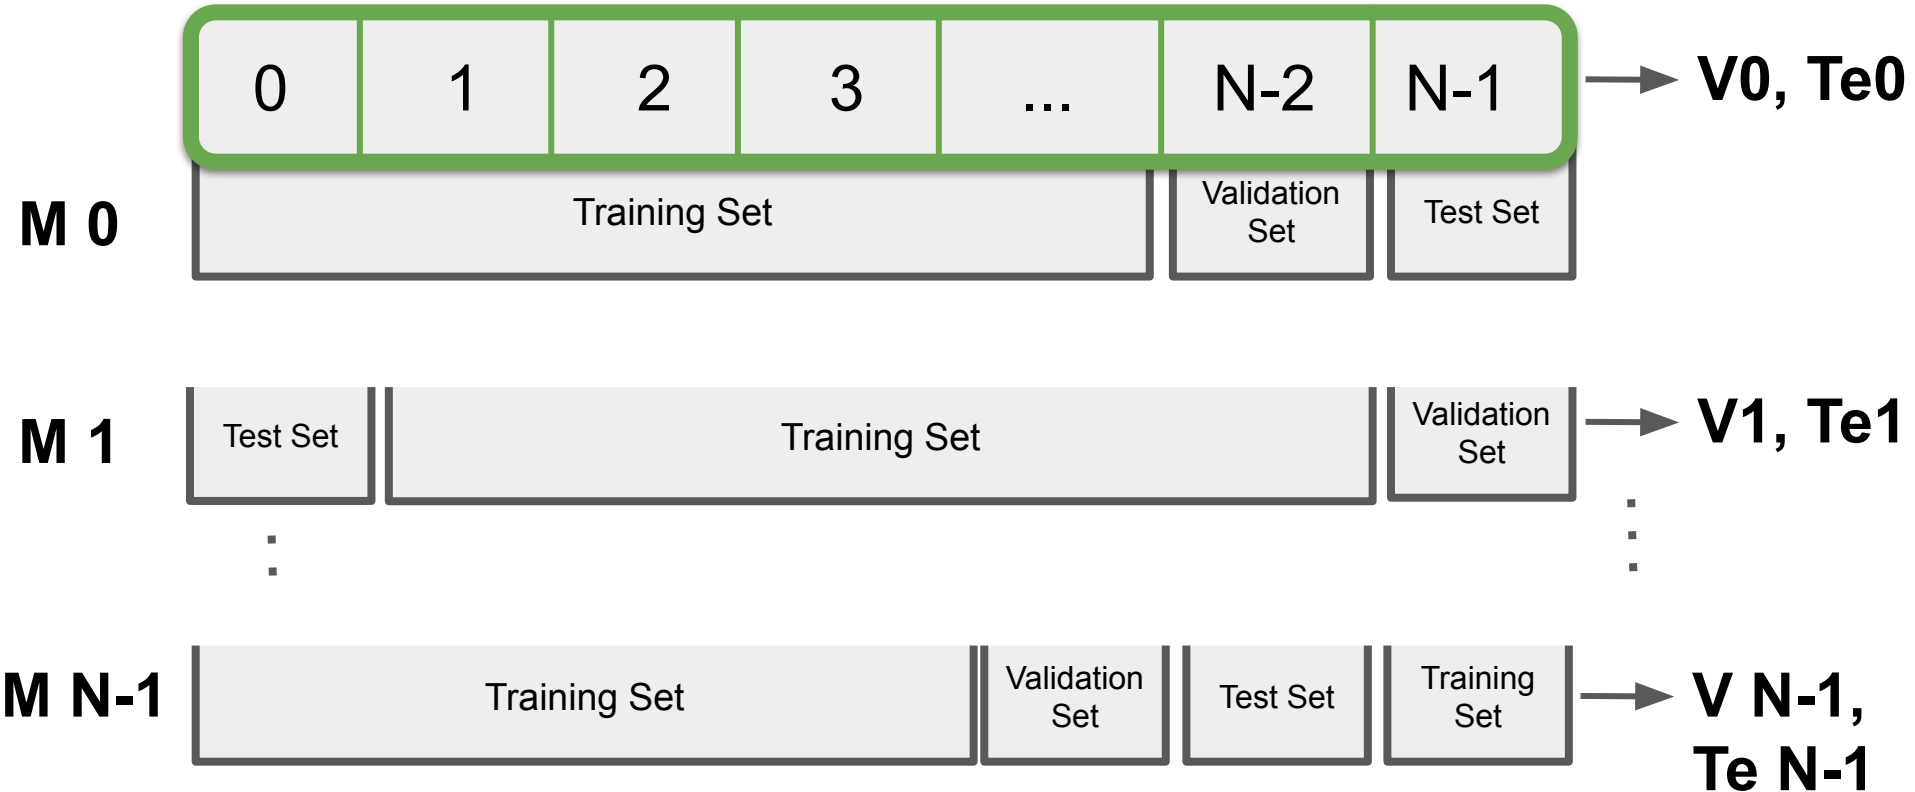 0 1 2 3 ... N-2 N-1
V0, Te0
M 0
Training Set
Validation
Set
Test Set
M 1
Test Set
Training Set
Validation
Set
V1, Te1
M N-1
Training Set
Validation
Set
Test Set
Training
Set
V N-1,
Te N-1